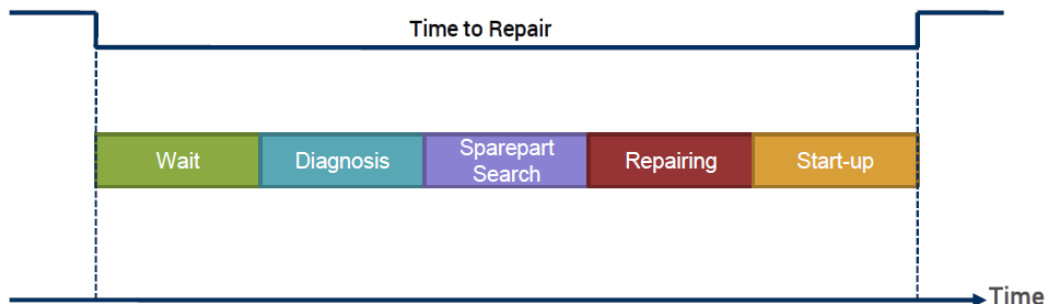 Time to Repair
Wait
Diagnosis
Sparepart
Search
Repairing
Start-up
Time